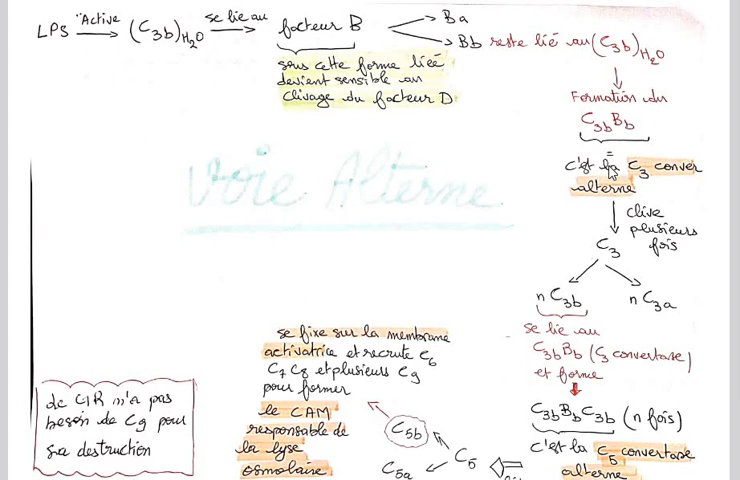 LPS "Active (C3b)H2O se lie au facteur B
Ba
Bb reste lié au (C3b)H2O
sous cette forme liée
devient sensible au
clivage du facteur D
Formation du
C3bBb
=
c'est la C3 conver
alterne
Voie Alterne
clive
plusieurs
fois
C3
n C3b
n C3a
se lie au
C3bBb (C3 convertase)
et forme
C3bBbC3b (n fois)
c'est la C5 convertase
alterne
C5
C5b
C5a
se fixe sur la membrane
activatrice et recrute C6
C7 C8 et plusieurs C9
pour former
le CAM
responsable de
la lyse
osmolaire
le GR n'a pas
besoin de C9 pour
sa destruction